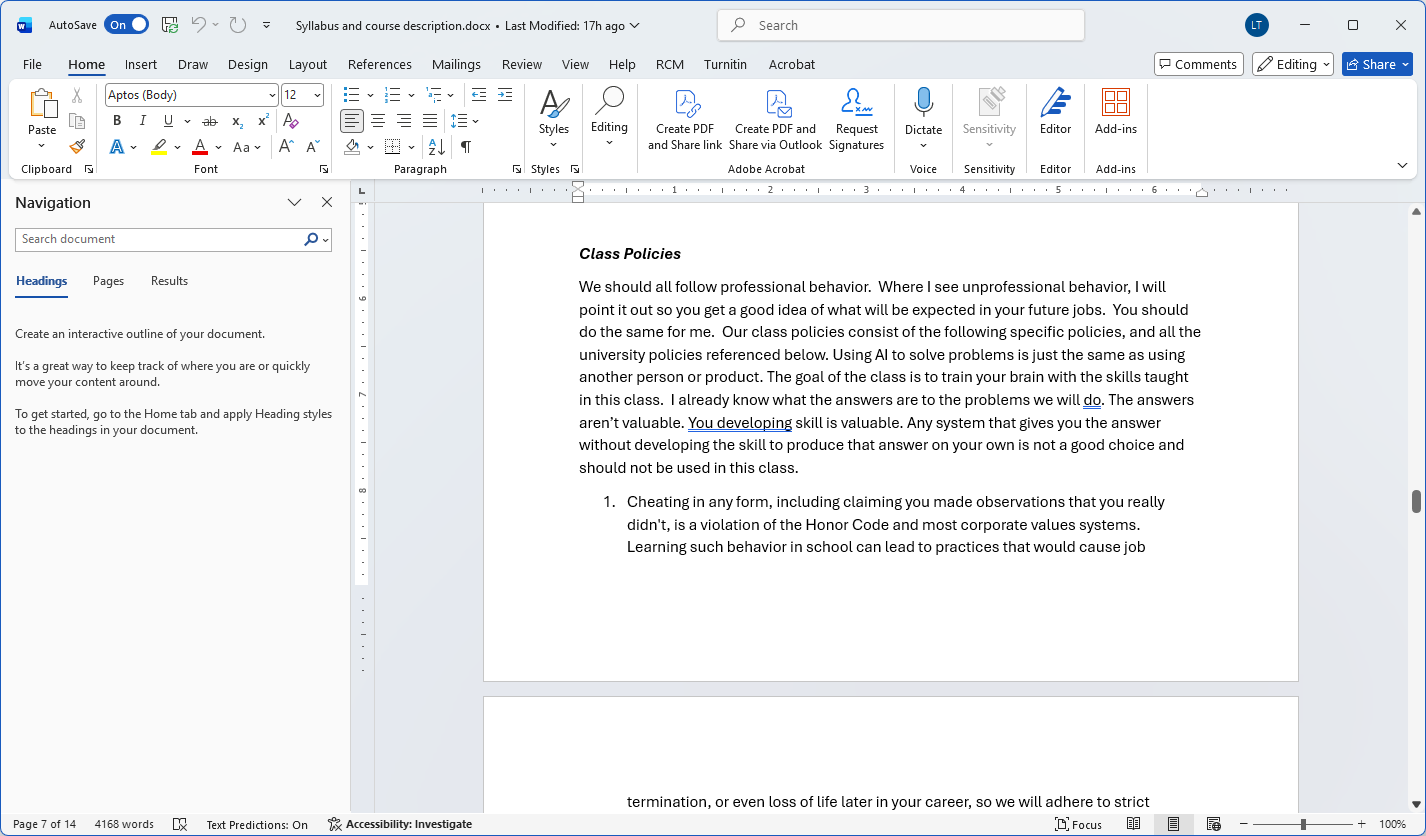 AutoSave On Syllabus and course description.docx • Last Modified: 17h ago Search LT
File Home Insert Draw Design Layout References Mailings Review View Help RCM Turnitin Acrobat Comments Editing Share
Aptos (Body) 12
Paste
B I U ab x₂ x² A
A A Aa A A
Styles Editing
Create PDF and Share link
Create PDF and Share via Outlook
Request Signatures
Dictate Sensitivity Editor Add-ins
Clipboard Font Paragraph Styles Adobe Acrobat Voice Sensitivity Editor Add-ins
Navigation
Search document
Headings Pages Results
Create an interactive outline of your document.
It's a great way to keep track of where you are or quickly
move your content around.
To get started, go to the Home tab and apply Heading styles
to the headings in your document.
1 2 3 4 5 6
6
7
8
Class Policies
We should all follow professional behavior.  Where I see unprofessional behavior, I will
point it out so you get a good idea of what will be expected in your future jobs.  You should
do the same for me.  Our class policies consist of the following specific policies, and all the
university policies referenced below. Using AI to solve problems is just the same as using
another person or product. The goal of the class is to train your brain with the skills taught
in this class.  I already know what the answers are to the problems we will do. The answers
aren't valuable. You developing skill is valuable. Any system that gives you the answer
without developing the skill to produce that answer on your own is not a good choice and
should not be used in this class.
1. Cheating in any form, including claiming you made observations that you really
didn't, is a violation of the Honor Code and most corporate values systems.
Learning such behavior in school can lead to practices that would cause job
termination, or even loss of life later in your career, so we will adhere to strict
Page 7 of 14 4168 words Text Predictions: On Accessibility: Investigate Focus 100%